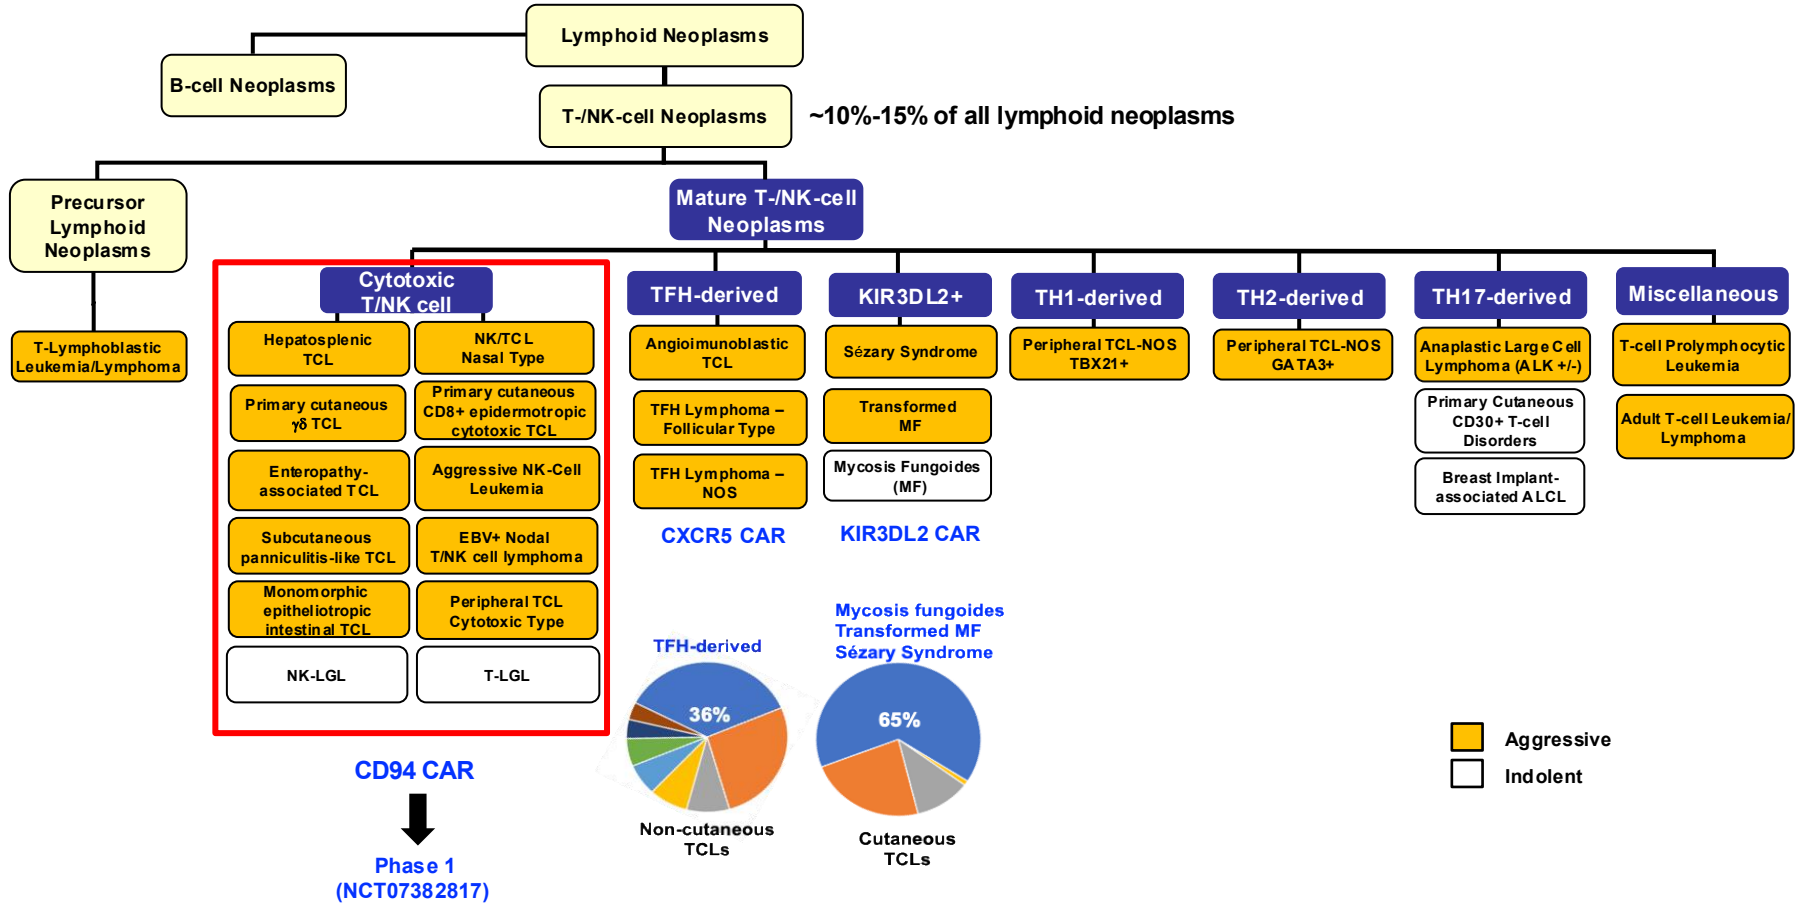 Lymphoid Neoplasms
B-cell Neoplasms
T-/NK-cell Neoplasms
~10%-15% of all lymphoid neoplasms
Precursor
Lymphoid
Neoplasms
Mature T-/NK-cell
Neoplasms
T-Lymphoblastic
Leukemia/Lymphoma
Cytotoxic
T/NK cell
Hepatosplenic
TCL
NK/TCL
Nasal Type
Primary cutaneous
γδ TCL
Primary cutaneous
CD8+ epidermotropic
cytotoxic TCL
Enteropathy-
associated TCL
Aggressive NK-Cell
Leukemia
Subcutaneous
panniculitis-like TCL
EBV+ Nodal
T/NK cell lymphoma
Monomorphic
epitheliotropic
intestinal TCL
Peripheral TCL
Cytotoxic Type
NK-LGL
T-LGL
CD94 CAR
Phase 1
(NCT07382817)
TFH-derived
Angioimunoblastic
TCL
TFH Lymphoma –
Follicular Type
TFH Lymphoma –
NOS
CXCR5 CAR
KIR3DL2+
Sézary Syndrome
Transformed
MF
Mycosis Fungoides
(MF)
KIR3DL2 CAR
TH1-derived
Peripheral TCL-NOS
TBX21+
TH2-derived
Peripheral TCL-NOS
GATA3+
TH17-derived
Anaplastic Large Cell
Lymphoma (ALK +/-)
Primary Cutaneous
CD30+ T-cell
Disorders
Breast Implant-
associated ALCL
Miscellaneous
T-cell Prolymphocytic
Leukemia
Adult T-cell Leukemia/
Lymphoma
TFH-derived
36%
Non-cutaneous
TCLs
Mycosis fungoides
Transformed MF
Sézary Syndrome
65%
Cutaneous
TCLs
Aggressive
Indolent